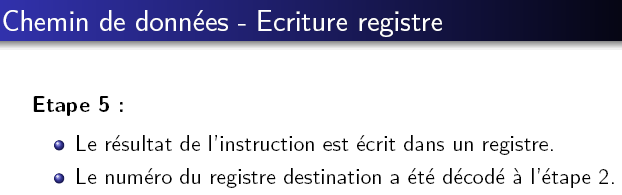 Chemin de données - Ecriture registre
Etape 5 :
Le résultat de l'instruction est écrit dans un registre.
Le numéro du registre destination a été décodé à l'étape 2.